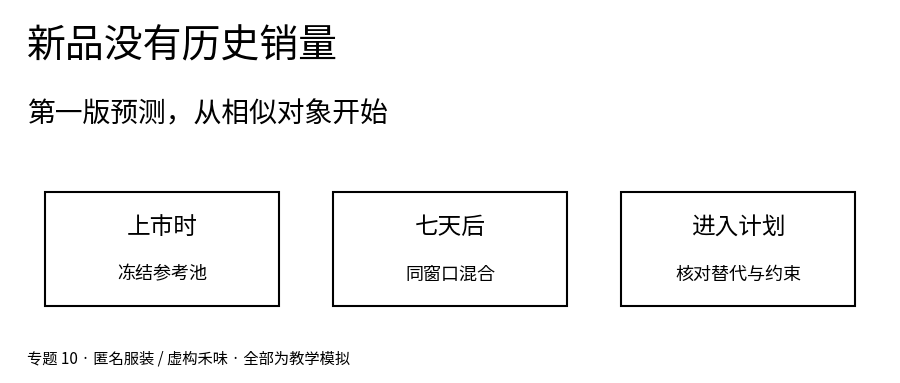 新品没有历史销量
第一版预测，从相似对象开始
上市时
冻结参考池
七天后
同窗口混合
进入计划
核对替代与约束
专题 10 · 匿名服装 / 虚构禾味 · 全部为教学模拟